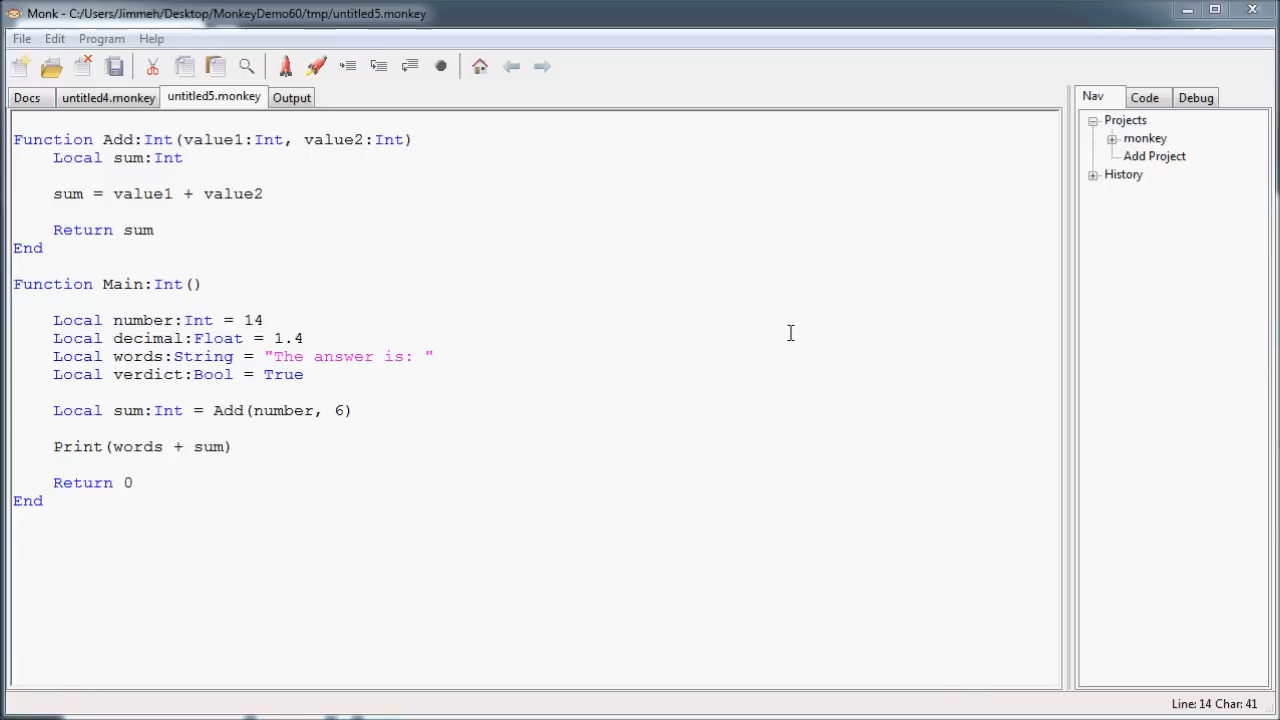 Monk - C:/Users/Jimmeh/Desktop/MonkeyDemo60/tmp/untitled5.monkey
File Edit Program Help
Docs untitled4.monkey untitled5.monkey Output
Nav Code Debug
Function Add:Int(value1:Int, value2:Int)
Local sum:Int
sum = value1 + value2
Return sum
End
Function Main:Int()
Local number:Int = 14
Local decimal:Float = 1.4
Local words:String = "The answer is: "
Local verdict:Bool = True
Local sum:Int = Add(number, 6)
Print(words + sum)
Return 0
End
Projects
monkey
Add Project
History
Line: 14 Char: 41